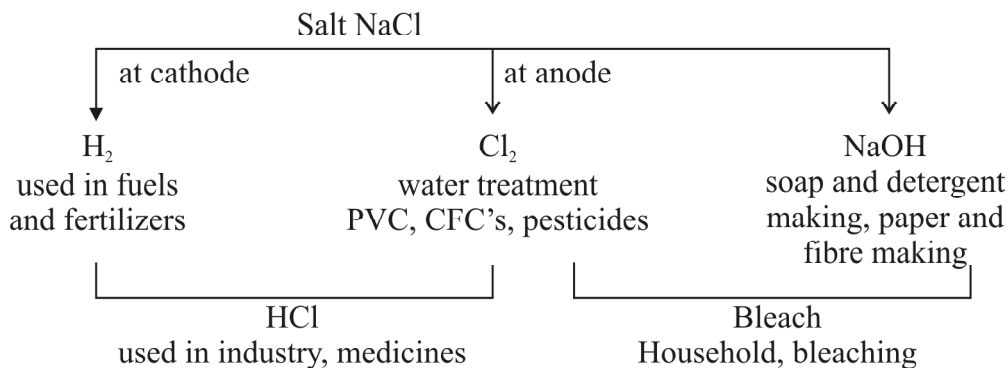 Salt NaCl
at cathode
at anode
H₂
used in fuels
and fertilizers
Cl₂
water treatment
PVC, CFC's, pesticides
NaOH
soap and detergent
making, paper and
fibre making
HCl
used in industry, medicines
Bleach
Household, bleaching